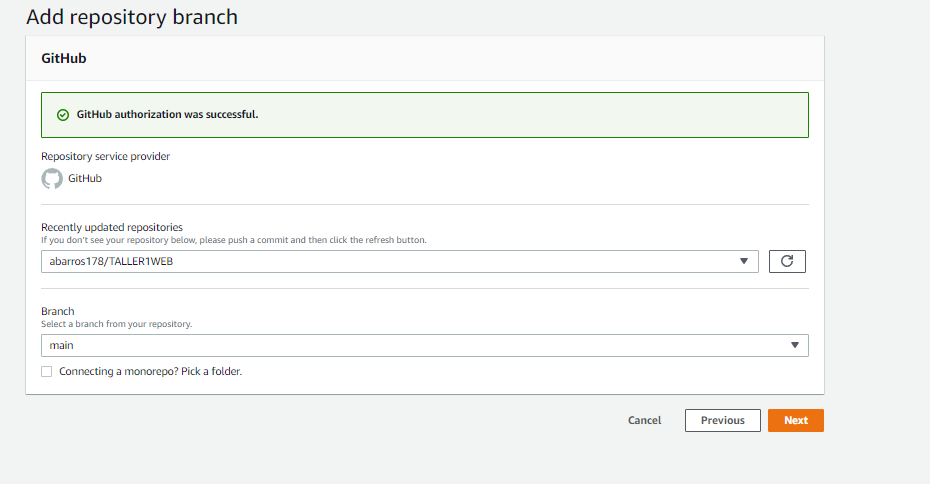 Add repository branch
GitHub
GitHub authorization was successful.
Repository service provider
GitHub
Recently updated repositories
If you don't see your repository below, please push a commit and then click the refresh button.
abarros178/TALLER1WEB
Branch
Select a branch from your repository.
main
Connecting a monorepo? Pick a folder.
Cancel Previous Next